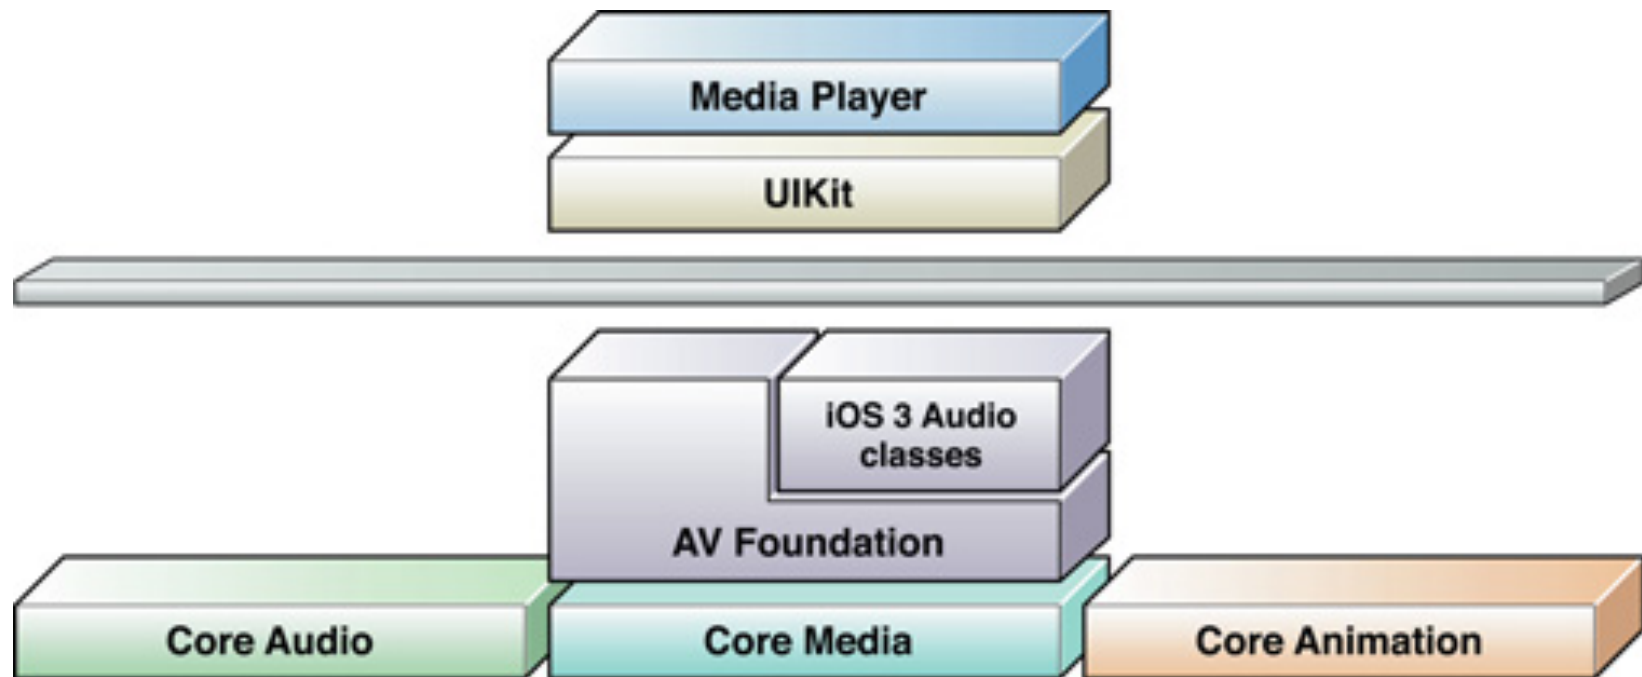 Media Player
UIKit
iOS 3 Audio
classes
AV Foundation
Core Audio
Core Media
Core Animation